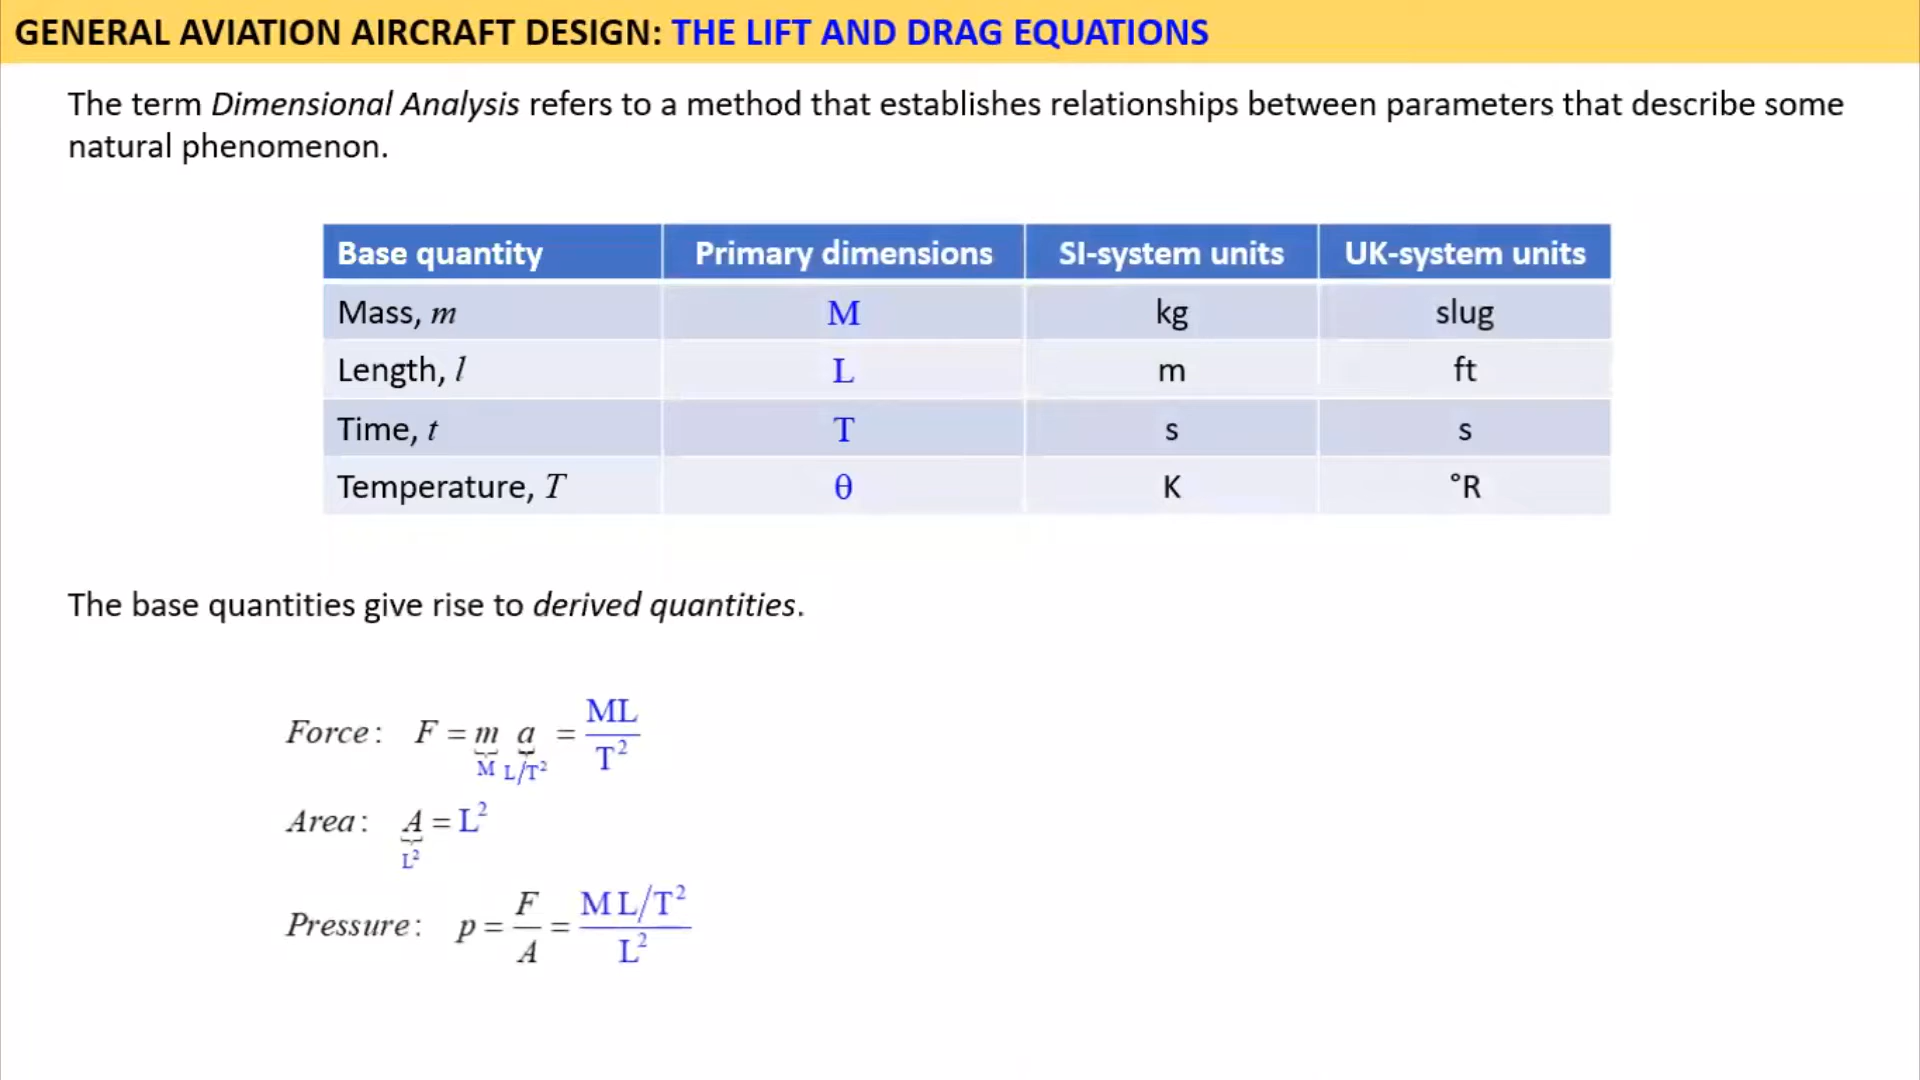 GENERAL AVIATION AIRCRAFT DESIGN: THE LIFT AND DRAG EQUATIONS
The term Dimensional Analysis refers to a method that establishes relationships between parameters that describe some
natural phenomenon.
Base quantity Primary dimensions SI-system units UK-system units
Mass, m M kg slug
Length, l L m ft
Time, t T s s
Temperature, T θ K °R
The base quantities give rise to derived quantities.
Force: F = m a = ML
M L/T² T²
Area: A = L²
L²
Pressure: p = F/A = ML/T²
L²